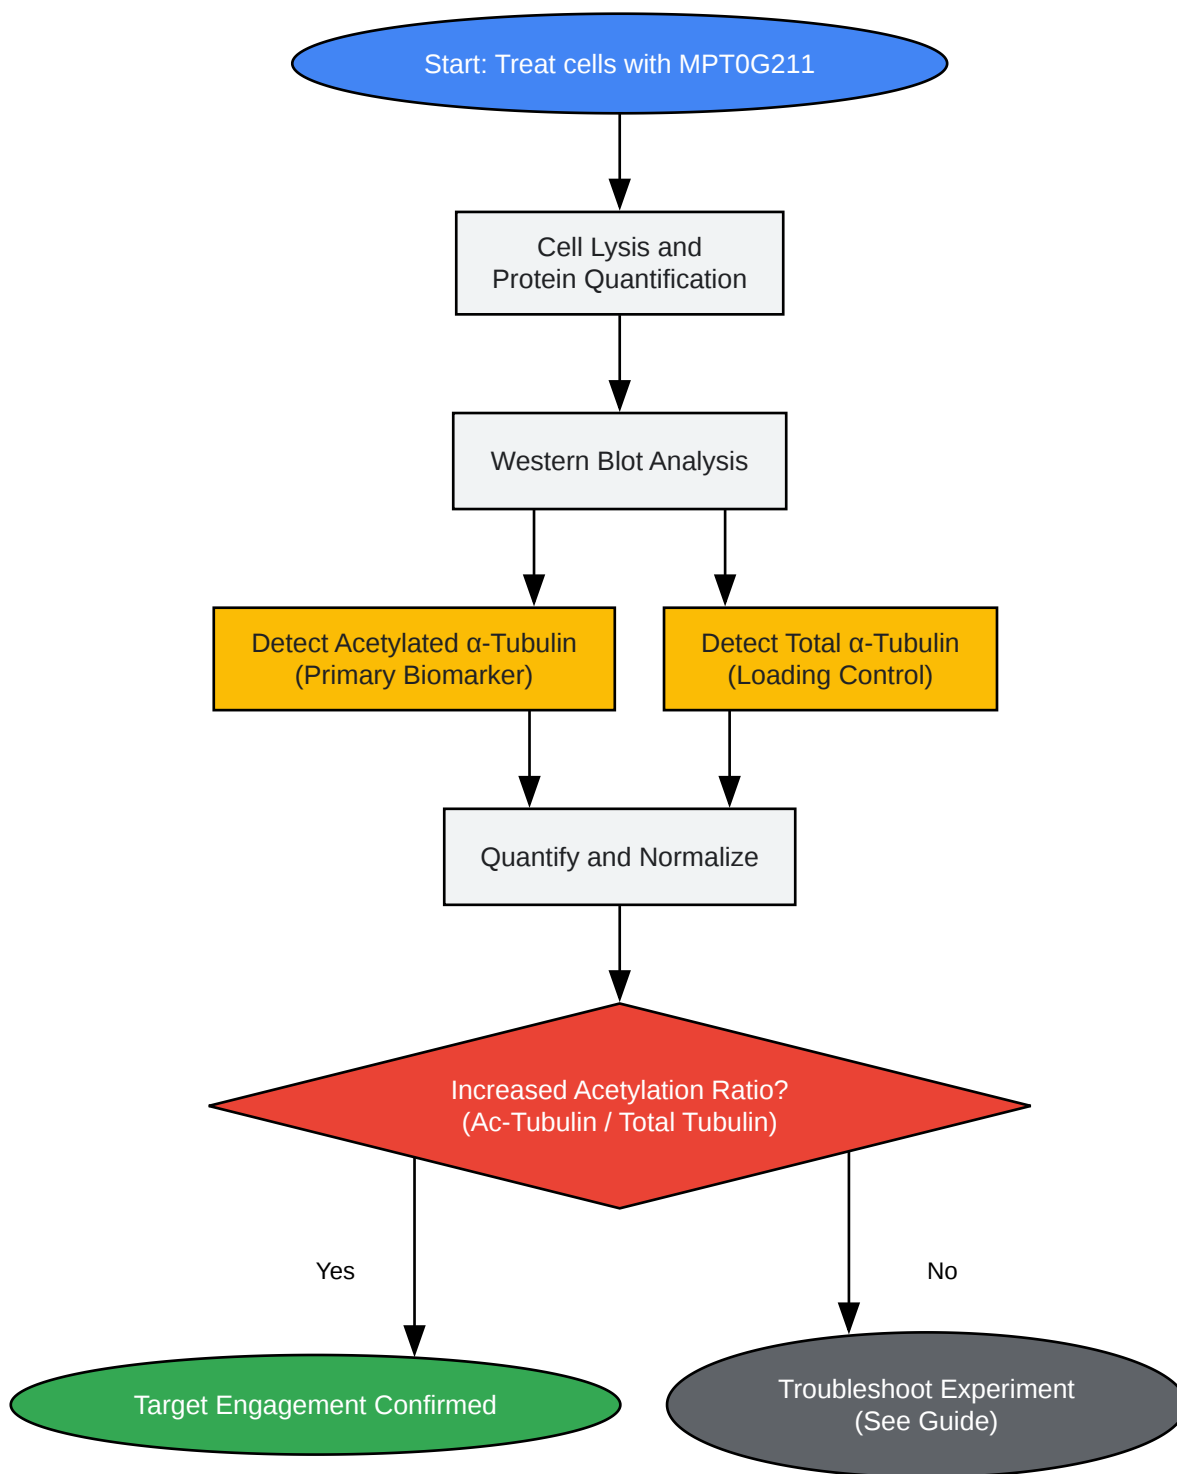 Start: Treat cells with MPT0G211
Cell Lysis and
Protein Quantification
Western Blot Analysis
Detect Acetylated α-Tubulin
(Primary Biomarker)
Detect Total α-Tubulin
(Loading Control)
Quantify and Normalize
Increased Acetylation Ratio?
(Ac-Tubulin / Total Tubulin)
Yes
No
Target Engagement Confirmed
Troubleshoot Experiment
(See Guide)